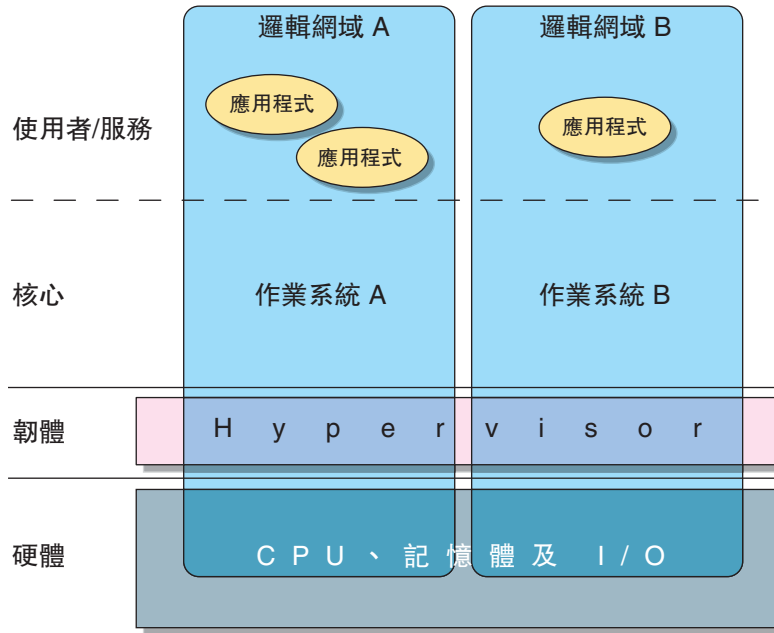 邏輯網域 A
邏輯網域 B
應用程式
應用程式
應用程式
使用者/服務
核心
作業系統 A
作業系統 B
韌體
Hypervisor
硬體
CPU、記憶體及 I/O